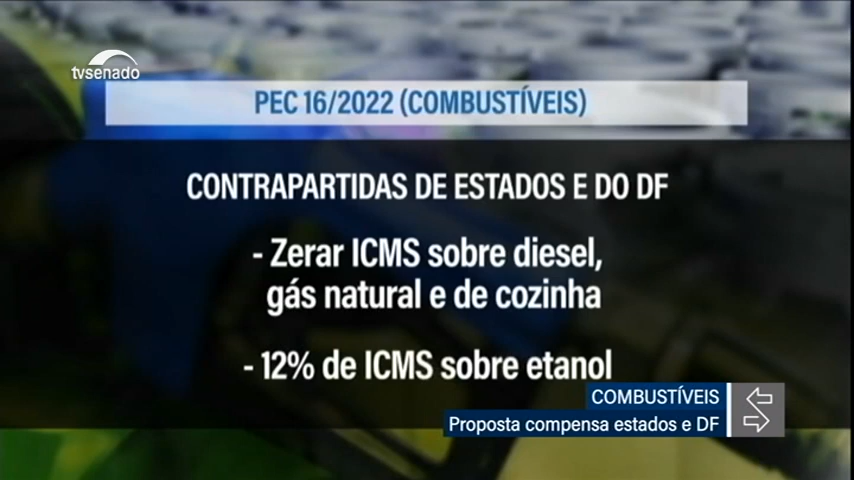 tvsenado
PEC 16/2022 (COMBUSTÍVEIS)
CONTRAPARTIDAS DE ESTADOS E DO DF
- Zerar ICMS sobre diesel,
gás natural e de cozinha
- 12% de ICMS sobre etanol
COMBUSTÍVEIS
Proposta compensa estados e DF